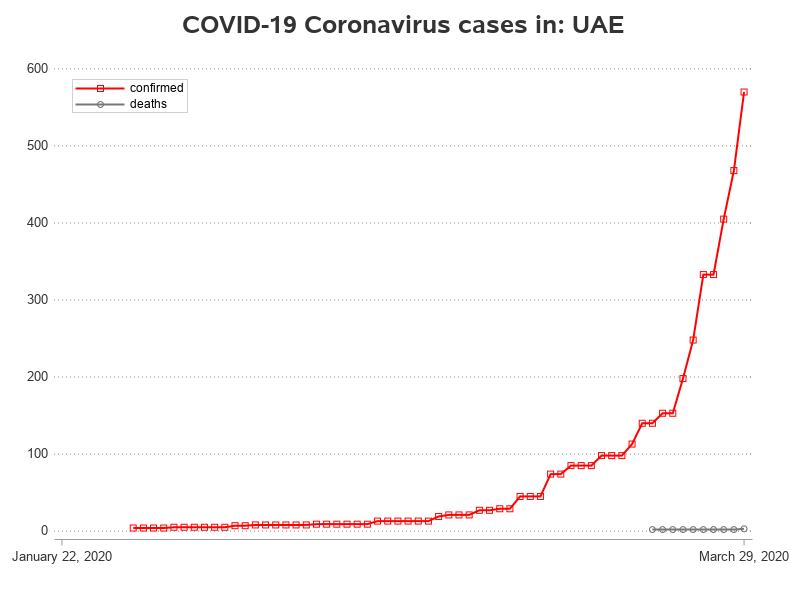 COVID-19 Coronavirus cases in: UAE
600
confirmed
deaths
500
400
300
200
100
0
January 22, 2020
March 29, 2020